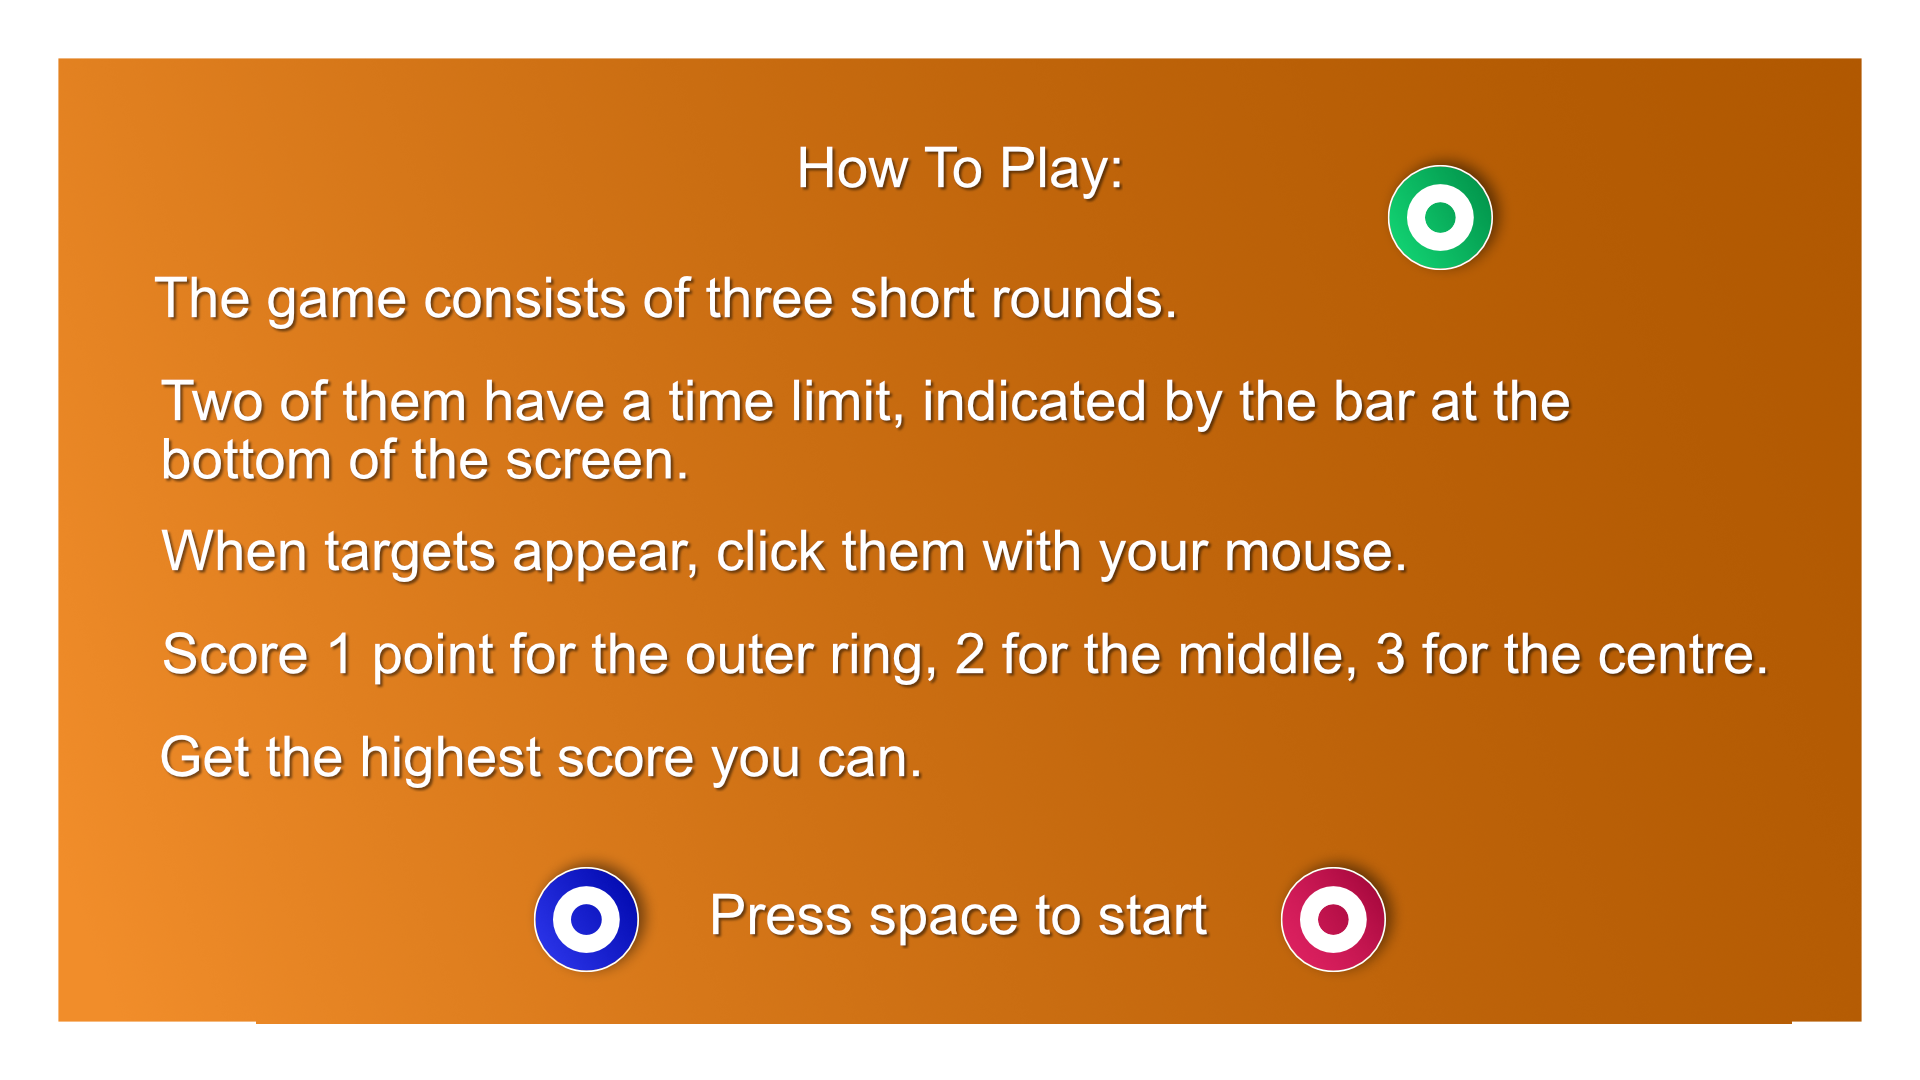 How To Play:
The game consists of three short rounds.
Two of them have a time limit, indicated by the bar at the
bottom of the screen.
When targets appear, click them with your mouse.
Score 1 point for the outer ring, 2 for the middle, 3 for the centre.
Get the highest score you can.
Press space to start